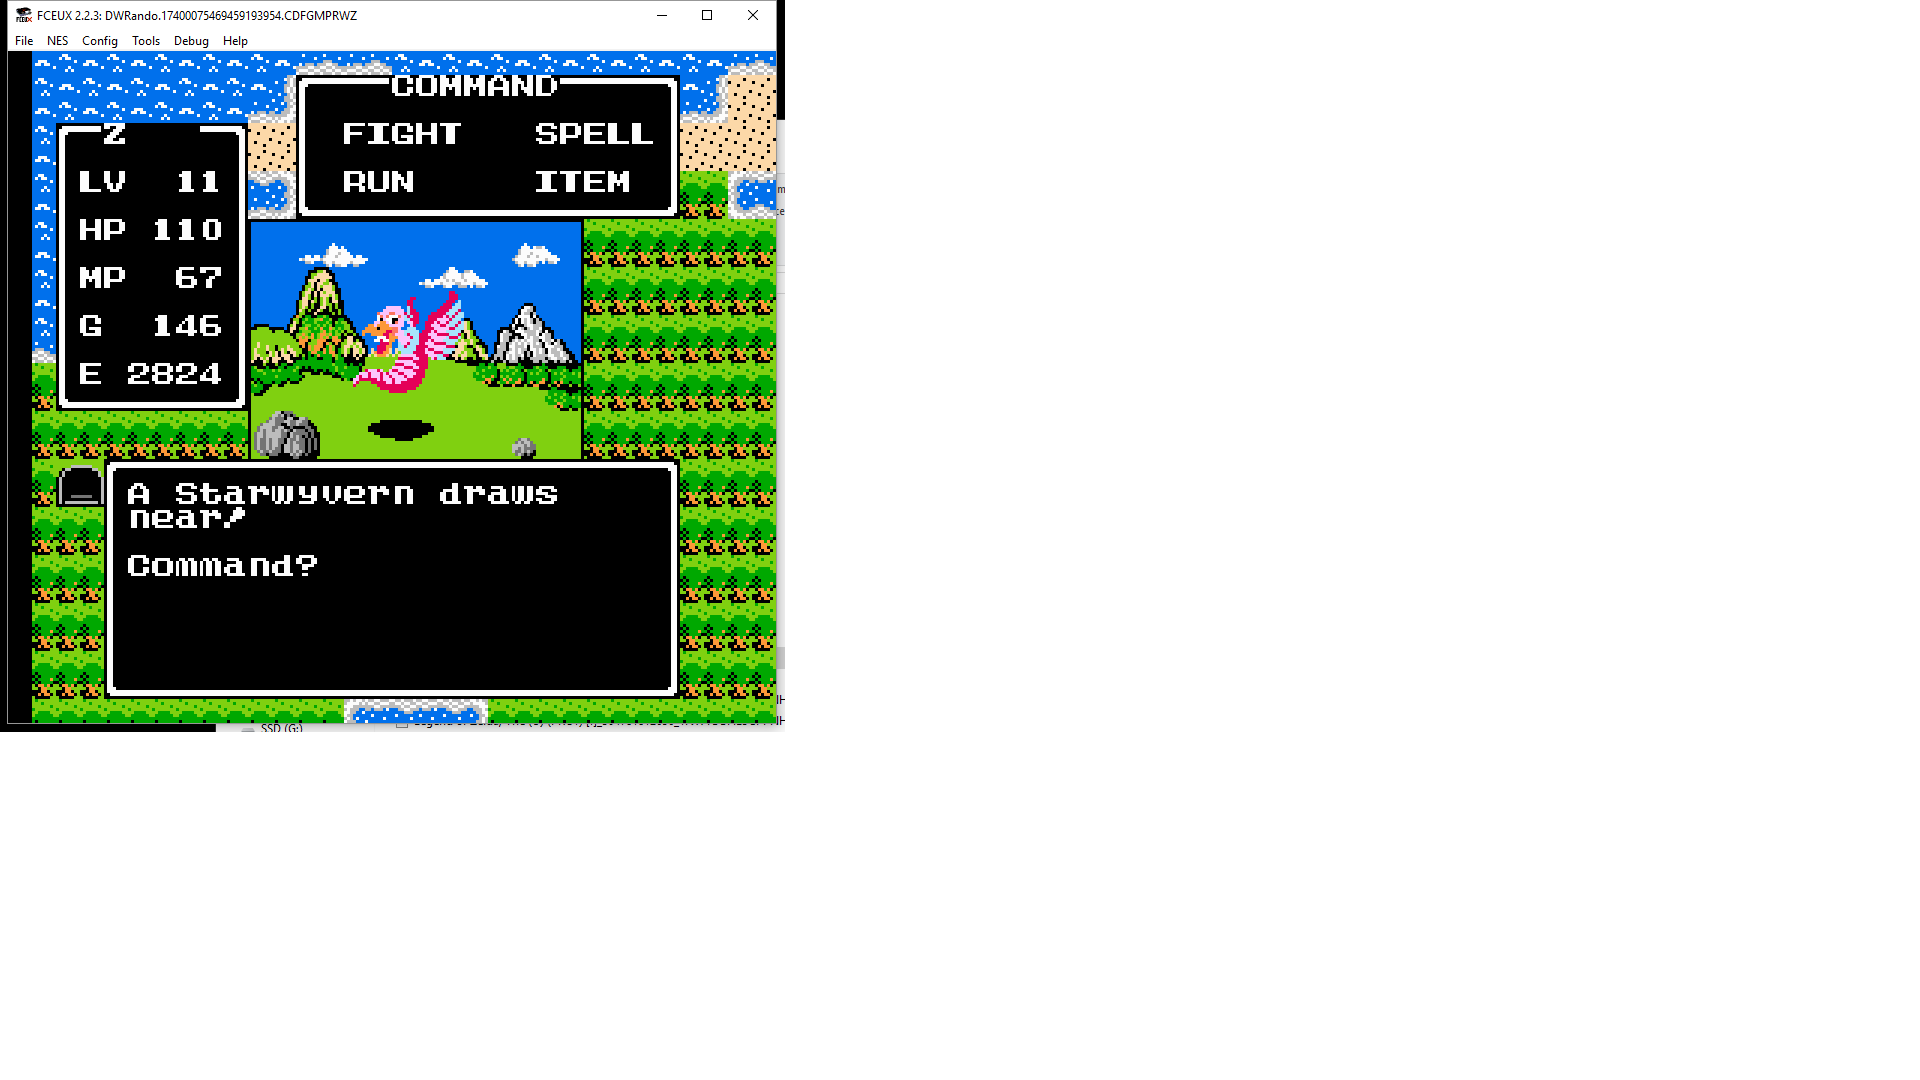 FCEUX 2.2.3: DWRando.17400075469459193954.CDFGMPRWZ
File NES Config Tools Debug Help
COMMAND
FIGHT SPELL
RUN ITEM
Z
LV 11
HP 110
MP 67
G 146
E 2824
A Starwyvern draws
near!
Command?
SSD (G:)